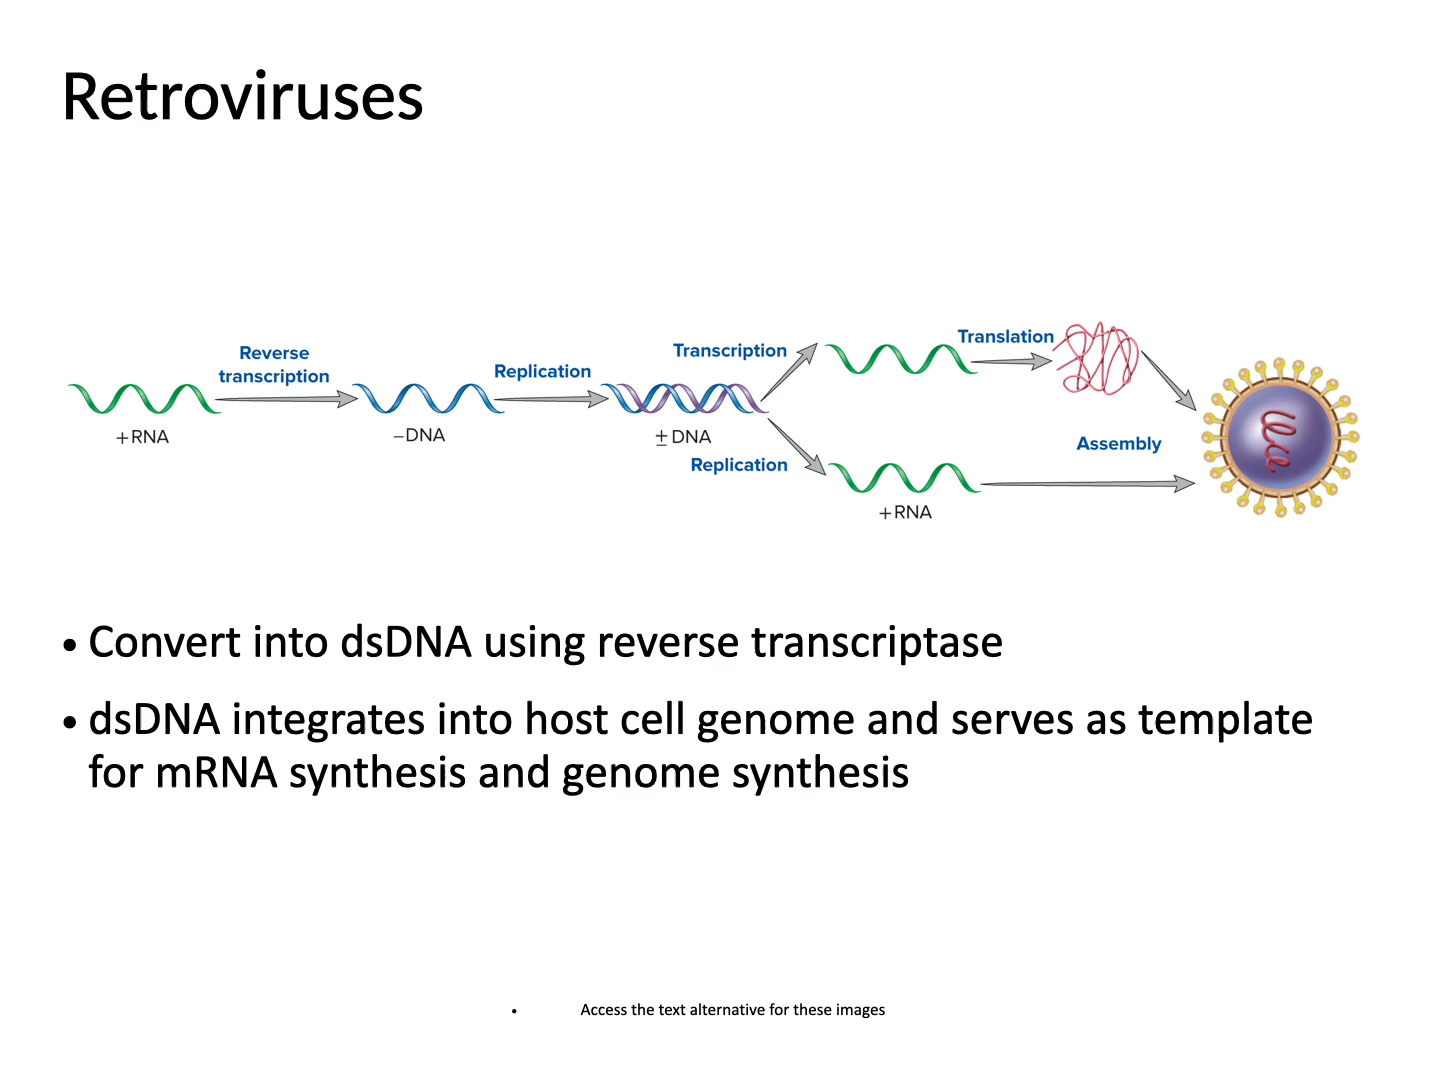 Retroviruses
Reverse
transcription
Replication
Transcription
Translation
+RNA
−DNA
± DNA
Replication
Assembly
+RNA
• Convert into dsDNA using reverse transcriptase
• dsDNA integrates into host cell genome and serves as template
for mRNA synthesis and genome synthesis
• Access the text alternative for these images